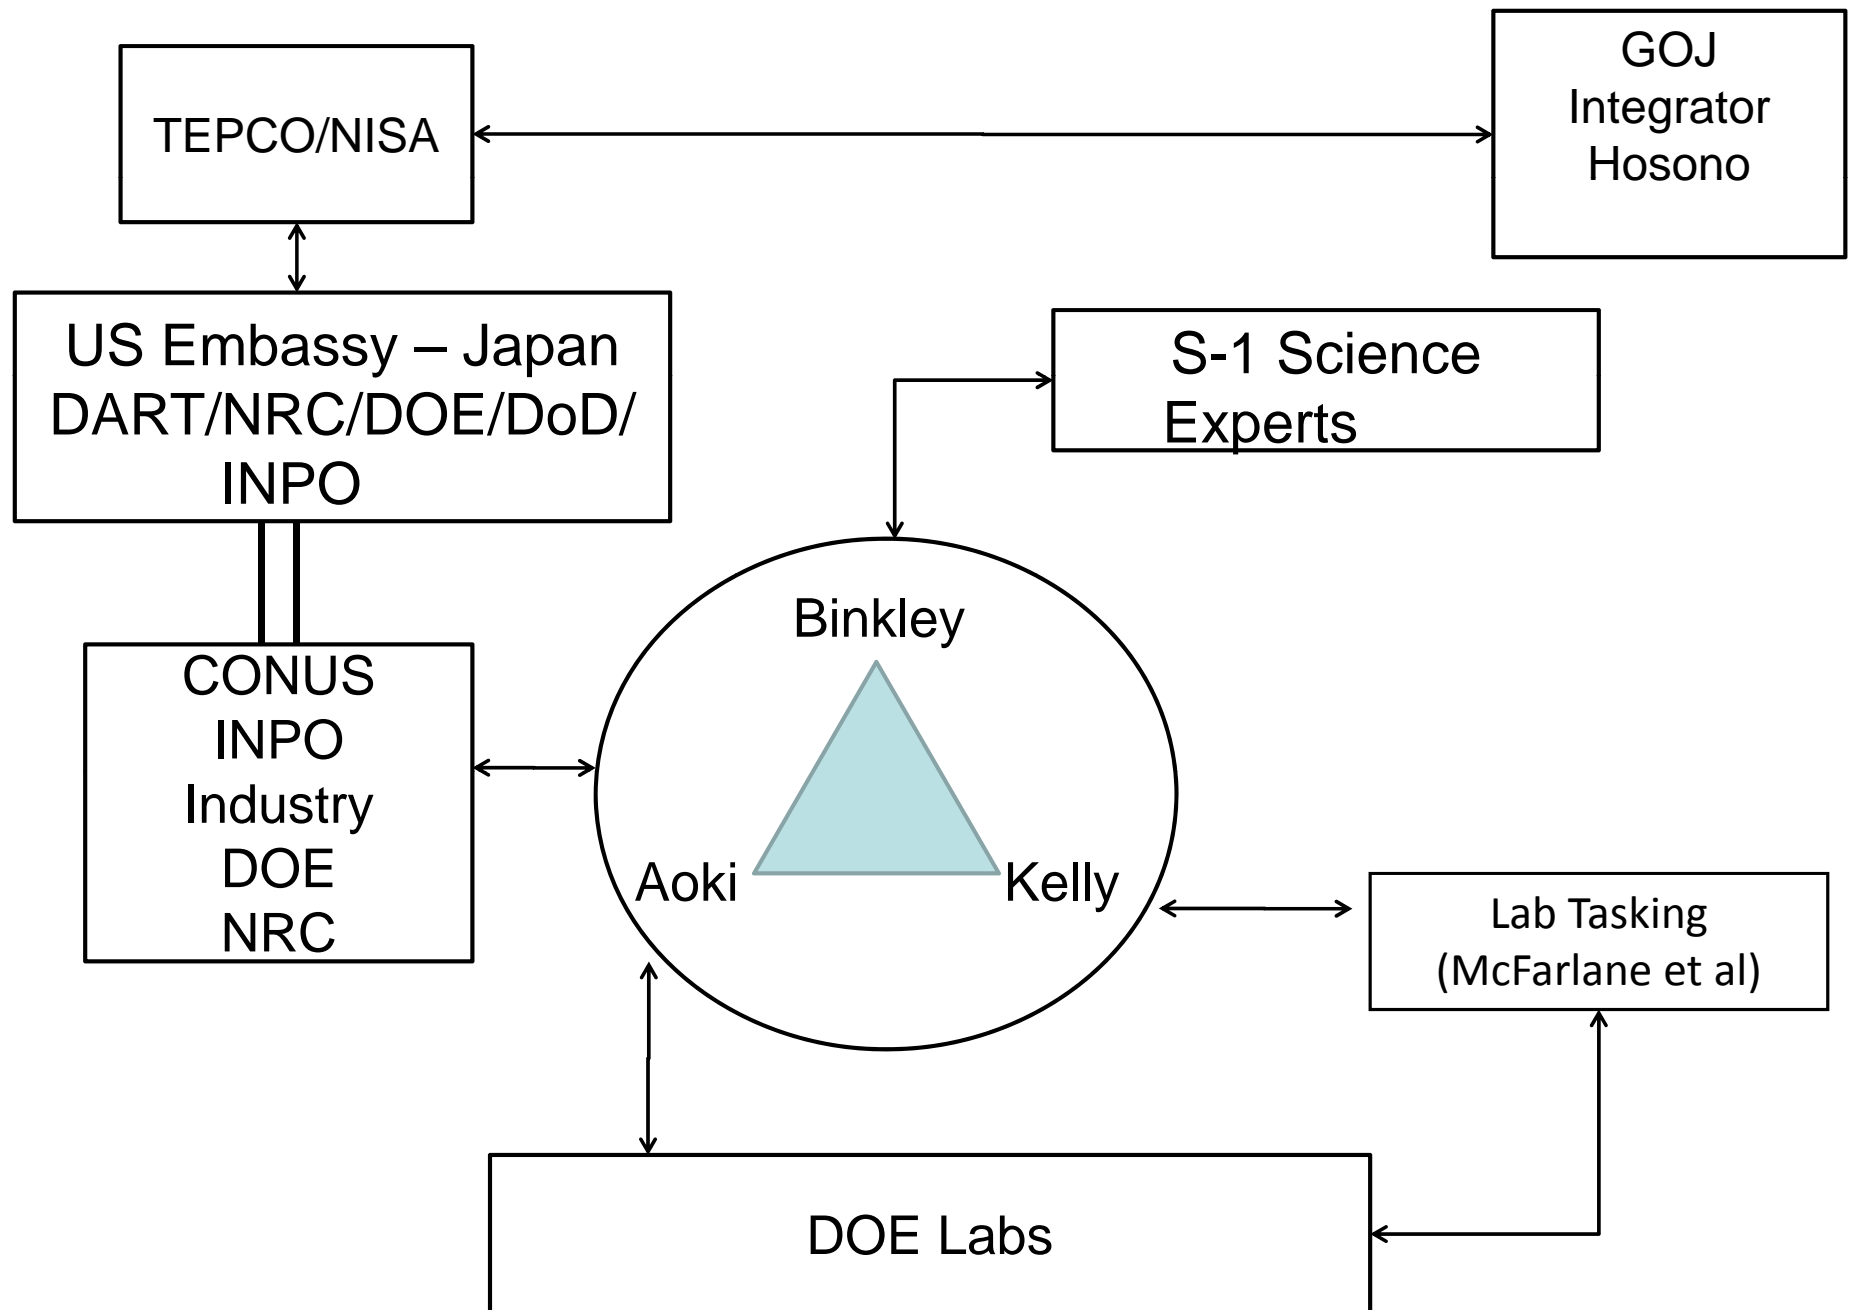 GOJ
Integrator
Hosono
TEPCO/NISA
US Embassy – Japan
DART/NRC/DOE/DoD/
INPO
S-1 Science
Experts
Binkley
Aoki
Kelly
CONUS
INPO
Industry
DOE
NRC
Lab Tasking
(McFarlane et al)
DOE Labs